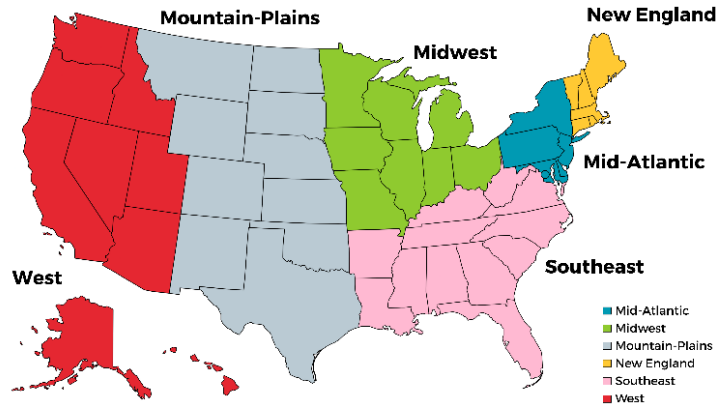 New England
Mountain-Plains
Midwest
Mid-Atlantic
Southeast
West
Mid-Atlantic
Midwest
Mountain-Plains
New England
Southeast
West